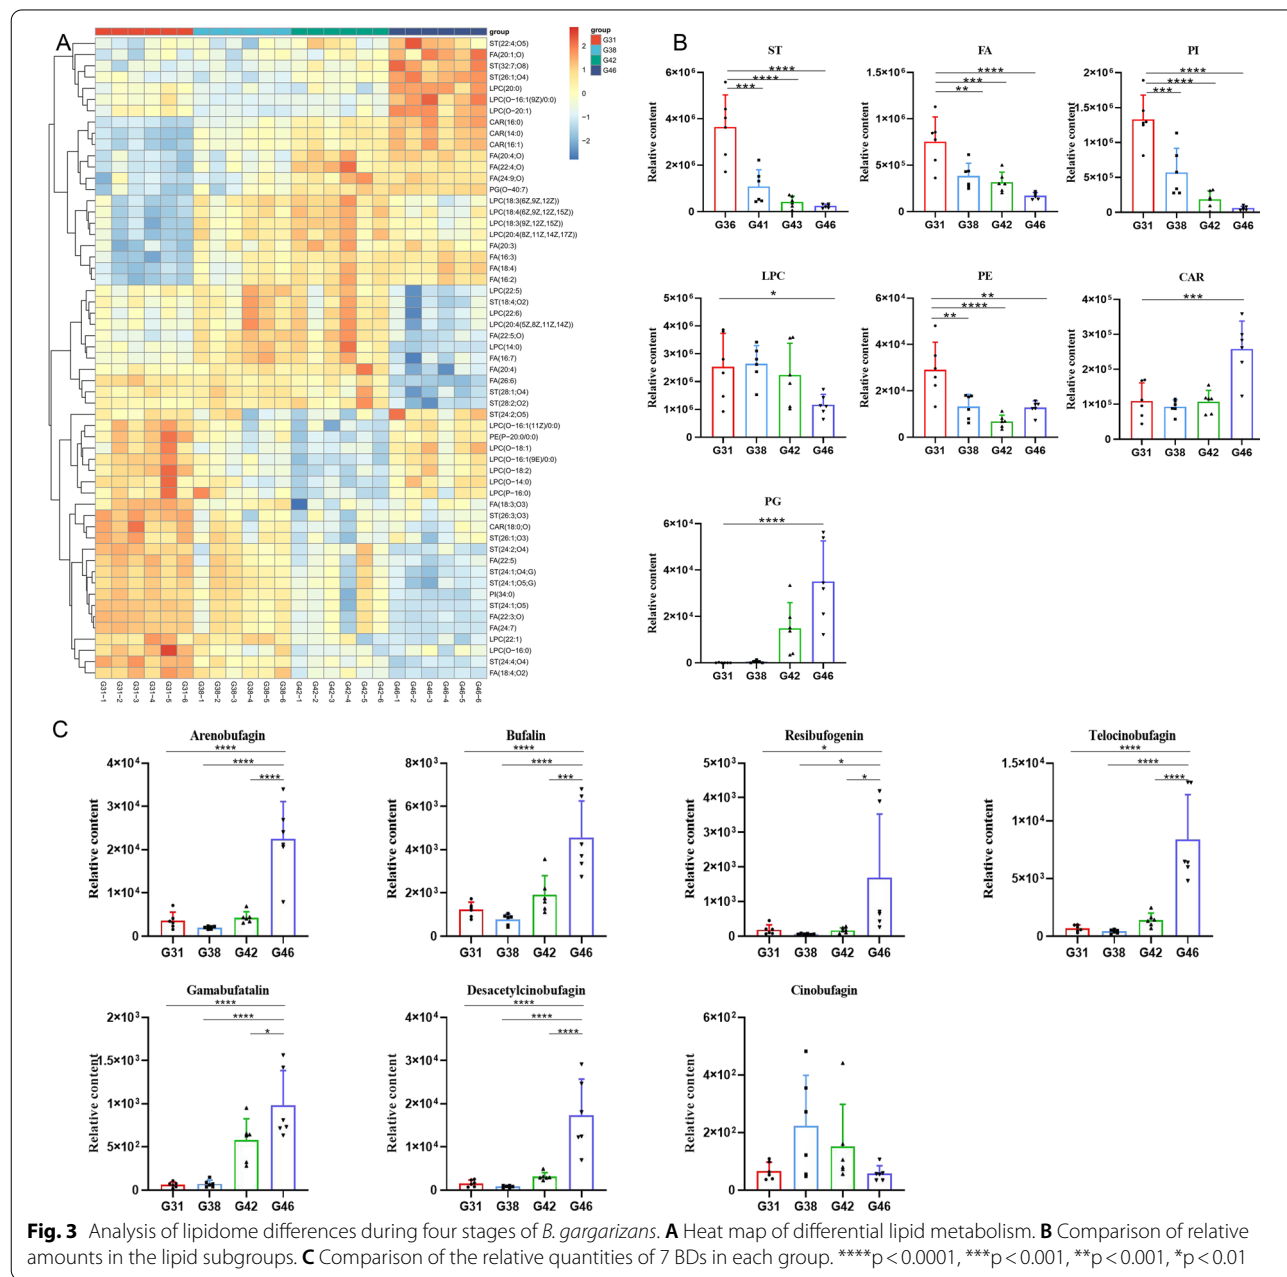 A
group
ST(22:4;O5)
FA(20:1;O)
ST(32:7;O8)
ST(26:1;O4)
LPC(20:0)
LPC(O−16:1(9Z)/0:0)
LPC(O−20:1)
CAR(16:0)
CAR(14:0)
CAR(16:1)
FA(20:4;O)
FA(22:4;O)
FA(24:9;O)
PG(O−40:7)
LPC(18:3(6Z,9Z,12Z))
LPC(18:4(6Z,9Z,12Z,15Z))
LPC(18:3(9Z,12Z,15Z))
LPC(20:4(8Z,11Z,14Z,17Z))
FA(20:3)
FA(16:3)
FA(18:4)
FA(16:2)
LPC(22:5)
ST(18:4;O2)
LPC(22:6)
LPC(20:4(5Z,8Z,11Z,14Z))
FA(22:5;O)
LPC(14:0)
FA(16:7)
FA(20:4)
FA(26:6)
ST(28:1;O4)
ST(28:2;O2)
ST(24:2;O5)
LPC(O−16:1(11Z)/0:0)
PE(P−20:0/0:0)
LPC(O−18:1)
LPC(O−16:1(9E)/0:0)
LPC(O−18:2)
LPC(O−14:0)
LPC(P−16:0)
FA(18:3;O3)
ST(26:3;O3)
CAR(18:0;O)
ST(26:1;O3)
ST(24:2;O4)
FA(22:5)
ST(24:1;O4;G)
ST(24:1;O5;G)
PI(34:0)
ST(24:1;O5)
FA(22:3;O)
FA(24:7)
LPC(22:1)
LPC(O−16:0)
ST(24:4;O4)
FA(18:4;O2)
G31−1 G31−2 G31−3 G31−4 G31−5 G31−6 G38−1 G38−2 G38−3 G38−4 G38−5 G38−6 G42−1 G42−2 G42−3 G42−4 G42−5 G42−6 G46−1 G46−2 G46−3 G46−4 G46−5 G46−6
2
1
0
−1
−2
group
G31
G38
G42
G46
B
ST
Relative content
6×10⁶
4×10⁶
2×10⁶
0
****
****
***
G36 G41 G43 G46
FA
Relative content
1.5×10⁶
1.0×10⁶
5.0×10⁵
0
****
***
**
G31 G38 G42 G46
PI
Relative content
2.0×10⁶
1.5×10⁶
1.0×10⁶
5.0×10⁵
0
****
****
***
G31 G38 G42 G46
LPC
Relative content
5×10⁶
4×10⁶
3×10⁶
2×10⁶
1×10⁶
0
*
G31 G38 G42 G46
PE
Relative content
6×10⁴
4×10⁴
2×10⁴
0
**
****
**
G31 G38 G42 G46
CAR
Relative content
4×10⁵
3×10⁵
2×10⁵
1×10⁵
0
***
G31 G38 G42 G46
PG
Relative content
6×10⁴
4×10⁴
2×10⁴
0
****
G31 G38 G42 G46
C
Arenobufagin
Relative content
4×10⁴
3×10⁴
2×10⁴
1×10⁴
0
****
****
****
G31 G38 G42 G46
Bufalin
Relative content
8×10³
6×10³
4×10³
2×10³
0
****
****
***
G31 G38 G42 G46
Resibufogenin
Relative content
5×10³
4×10³
3×10³
2×10³
1×10³
0
*
*
*
G31 G38 G42 G46
Telocinobufagin
Relative content
1.5×10⁴
1.0×10⁴
5.0×10³
0
****
****
****
G31 G38 G42 G46
Gamabufatalin
Relative content
2×10³
1.5×10³
1×10³
5×10²
0
****
****
*
G31 G38 G42 G46
Desacetylcinobufagin
Relative content
4×10⁴
3×10⁴
2×10⁴
1×10⁴
0
****
****
****
G31 G38 G42 G46
Cinobufagin
Relative content
6×10²
4×10²
2×10²
0
G31 G38 G42 G46
Fig. 3 Analysis of lipidome differences during four stages of B. gargarizans. A Heat map of differential lipid metabolism. B Comparison of relative
amounts in the lipid subgroups. C Comparison of the relative quantities of 7 BDs in each group. ****p < 0.0001, ***p < 0.001, **p < 0.001, *p < 0.01